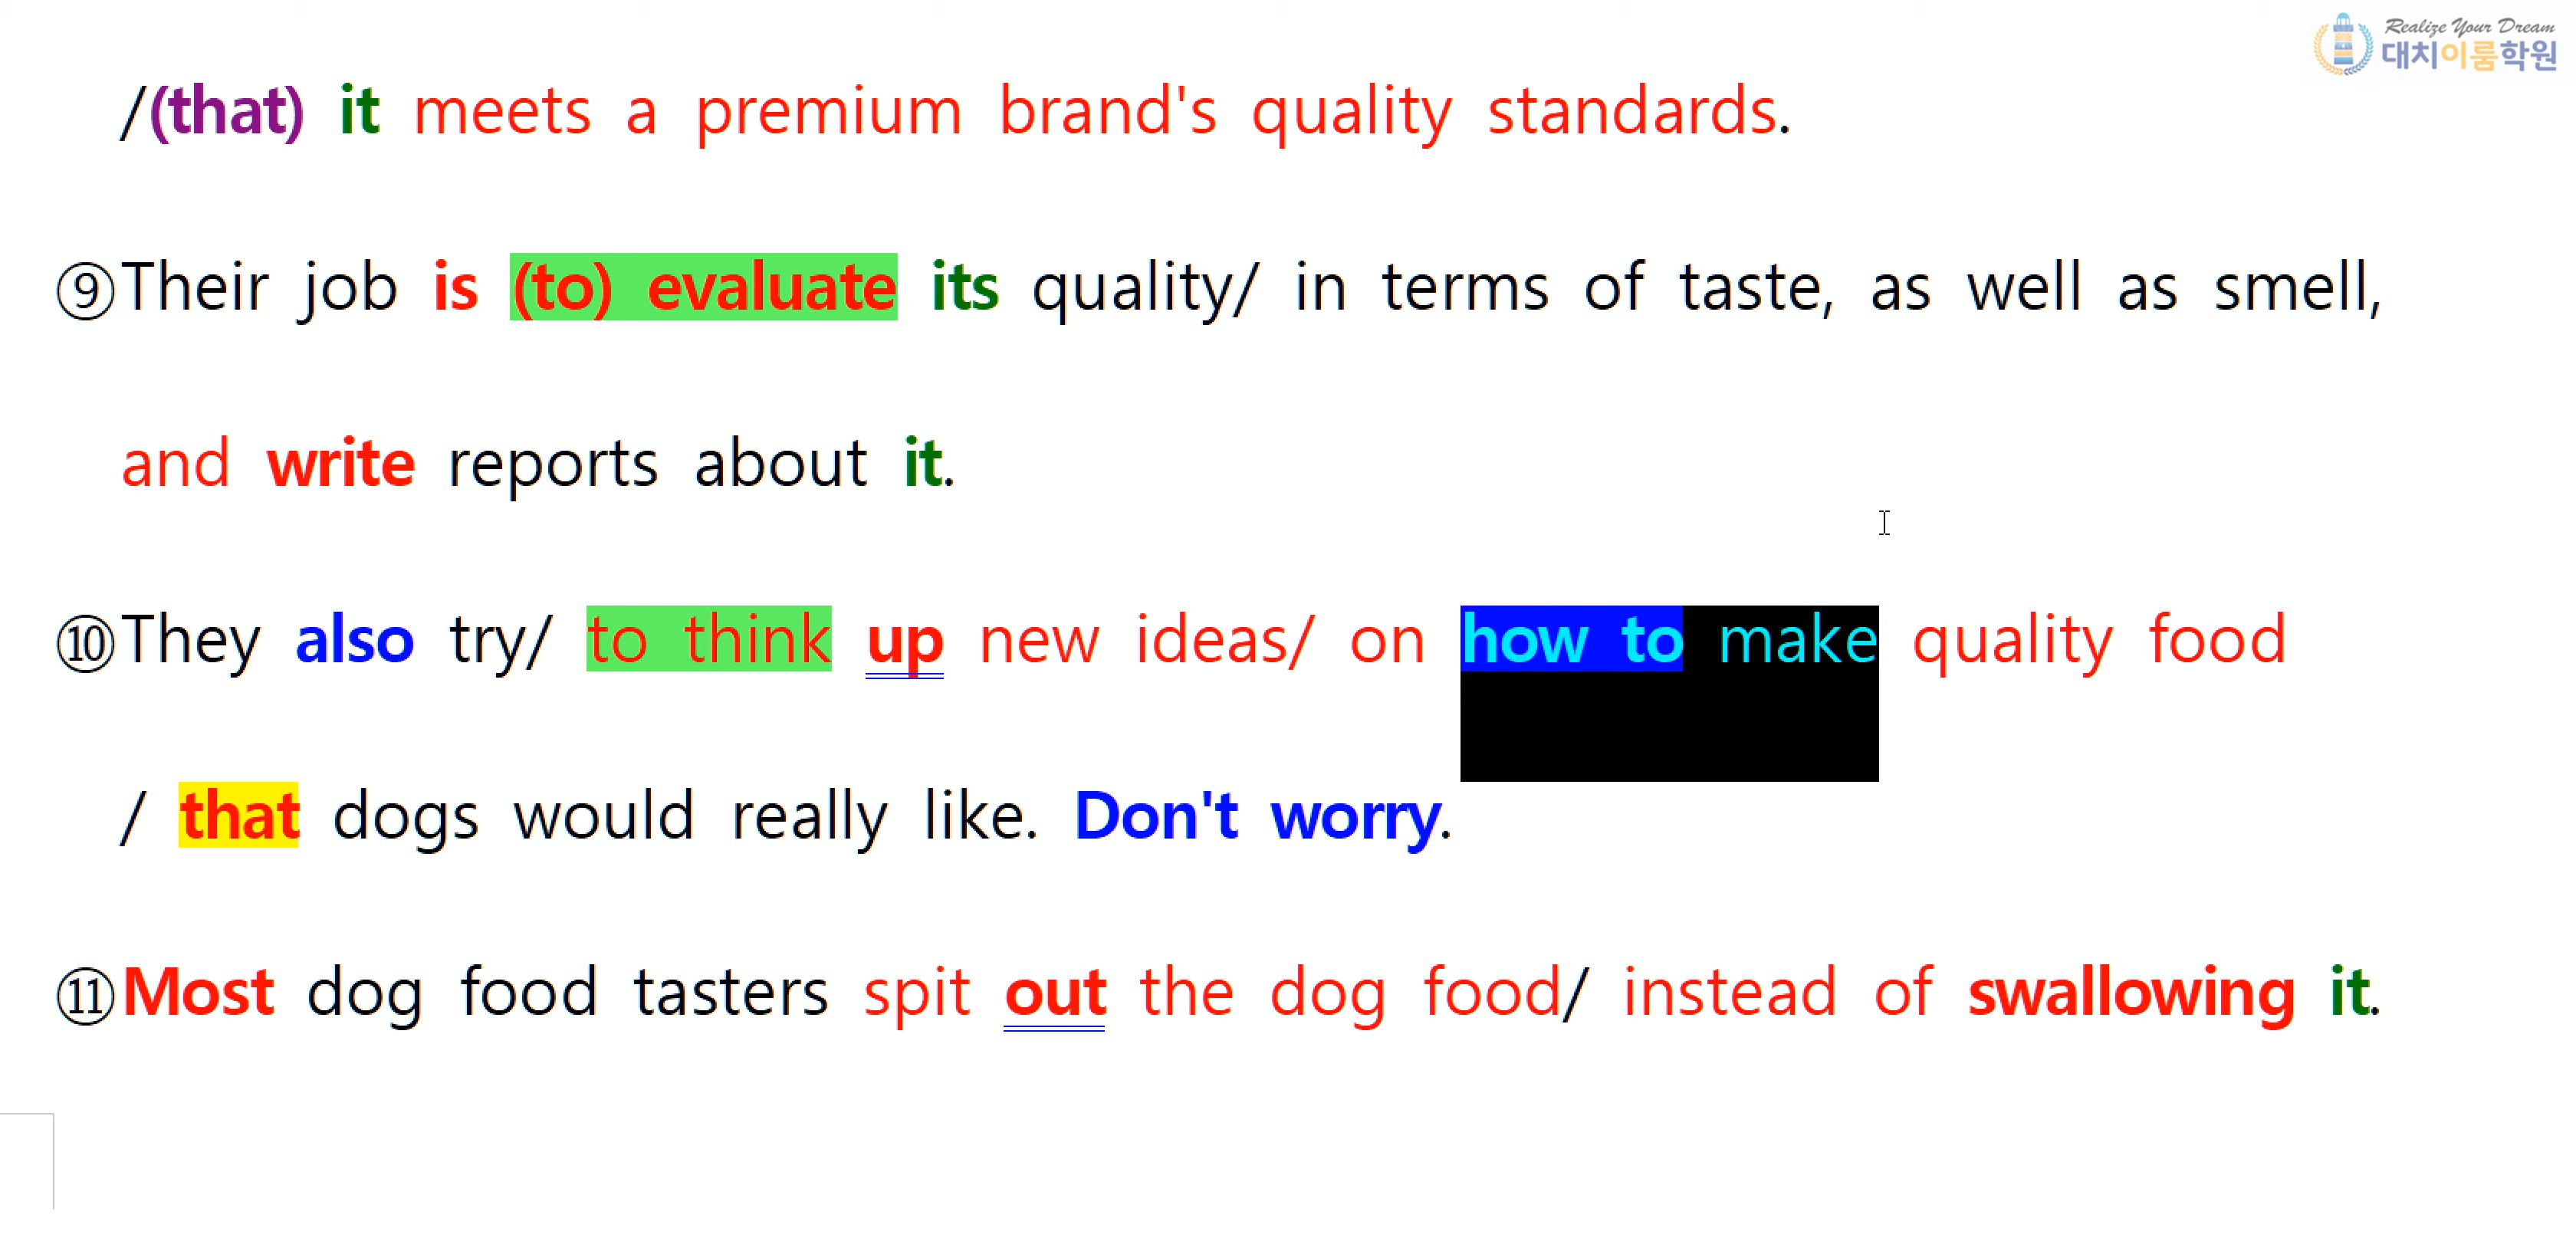 Realize Your Dream
대치이룸학원
/(that) it meets a premium brand's quality standards.
⑨Their job is (to) evaluate its quality/ in terms of taste, as well as smell,
and write reports about it.
⑩They also try/ to think up new ideas/ on how to make quality food
/ that dogs would really like. Don't worry.
⑪Most dog food tasters spit out the dog food/ instead of swallowing it.